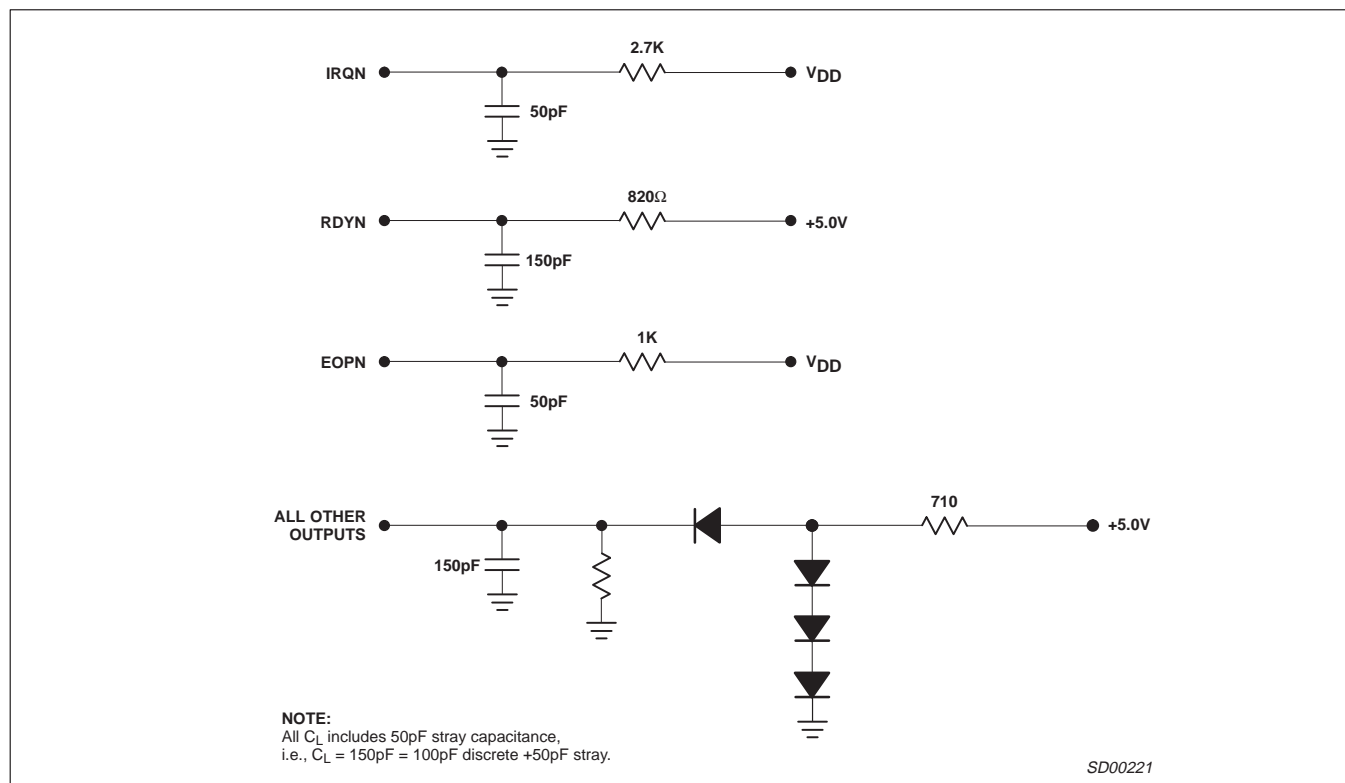 2.7K
IRQN
VDD
50pF
820Ω
RDYN
+5.0V
150pF
1K
EOPN
VDD
50pF
710
ALL OTHER
OUTPUTS
+5.0V
150pF
NOTE:
All CL includes 50pF stray capacitance,
i.e., CL = 150pF = 100pF discrete +50pF stray.
SD00221